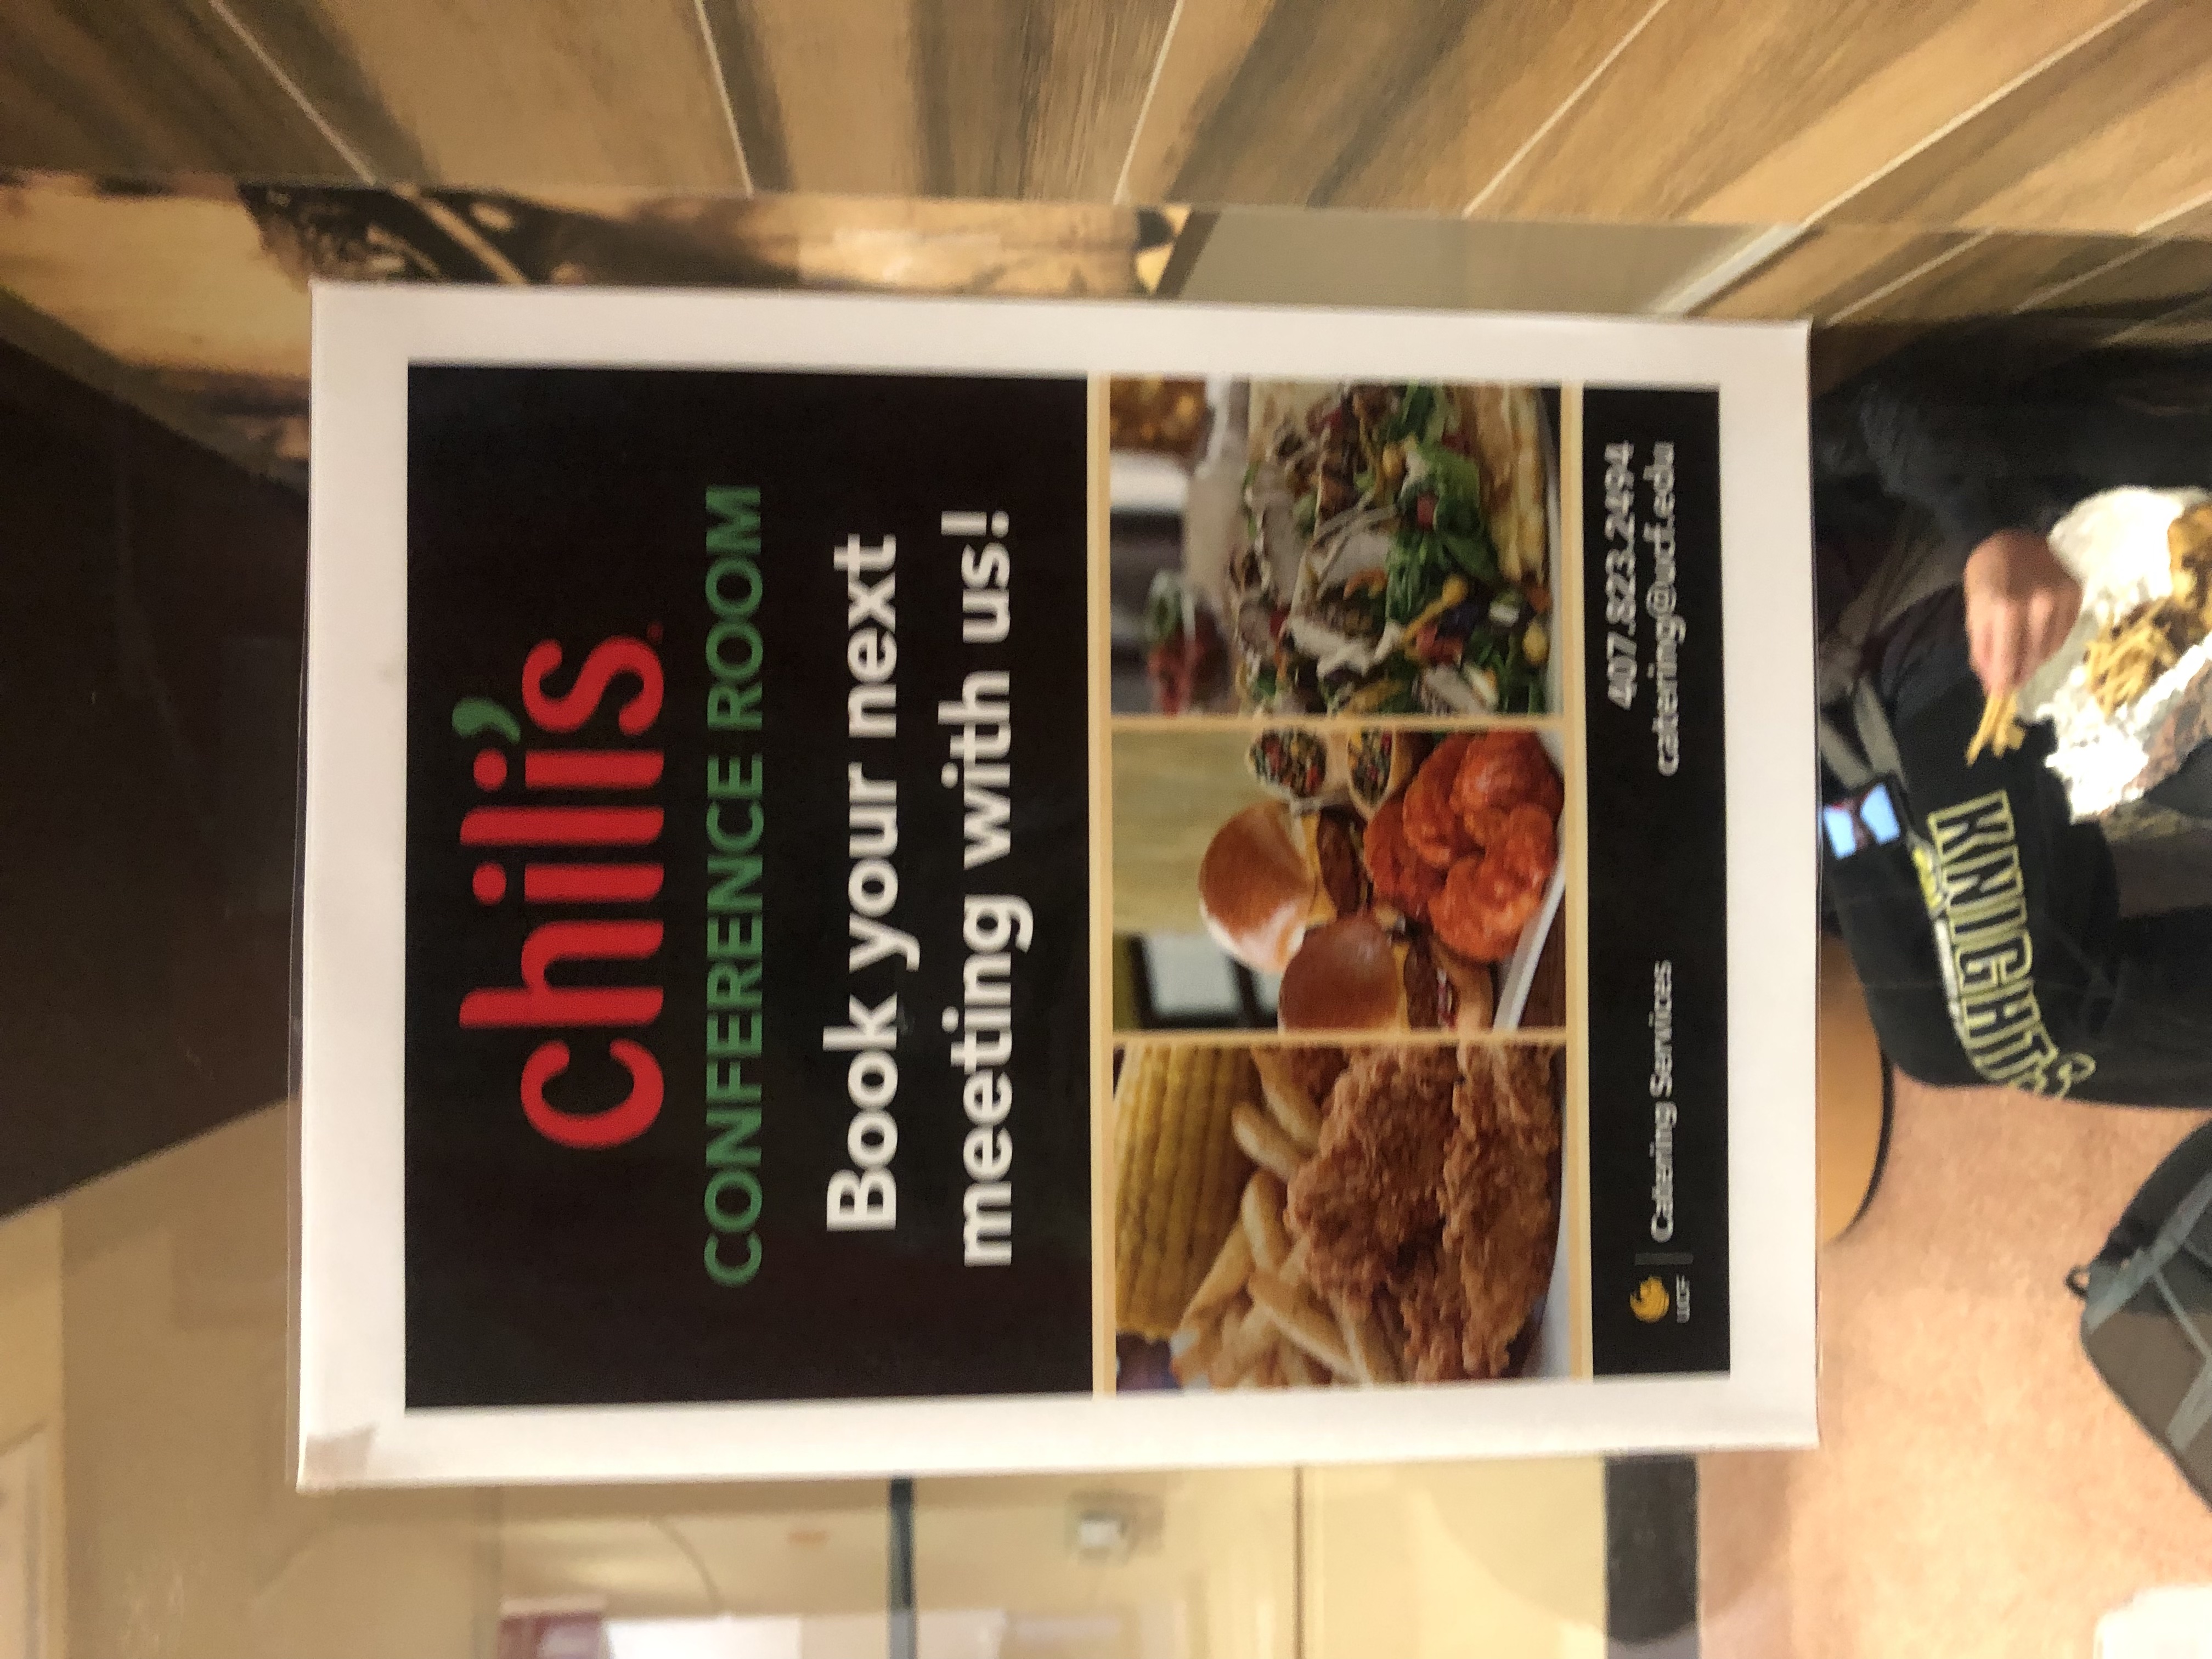 chili's
CONFERENCE ROOM
Book your next
meeting with us!
UCF
Catering Services
407.823.2494
catering@ucf.edu
KNIGHTS